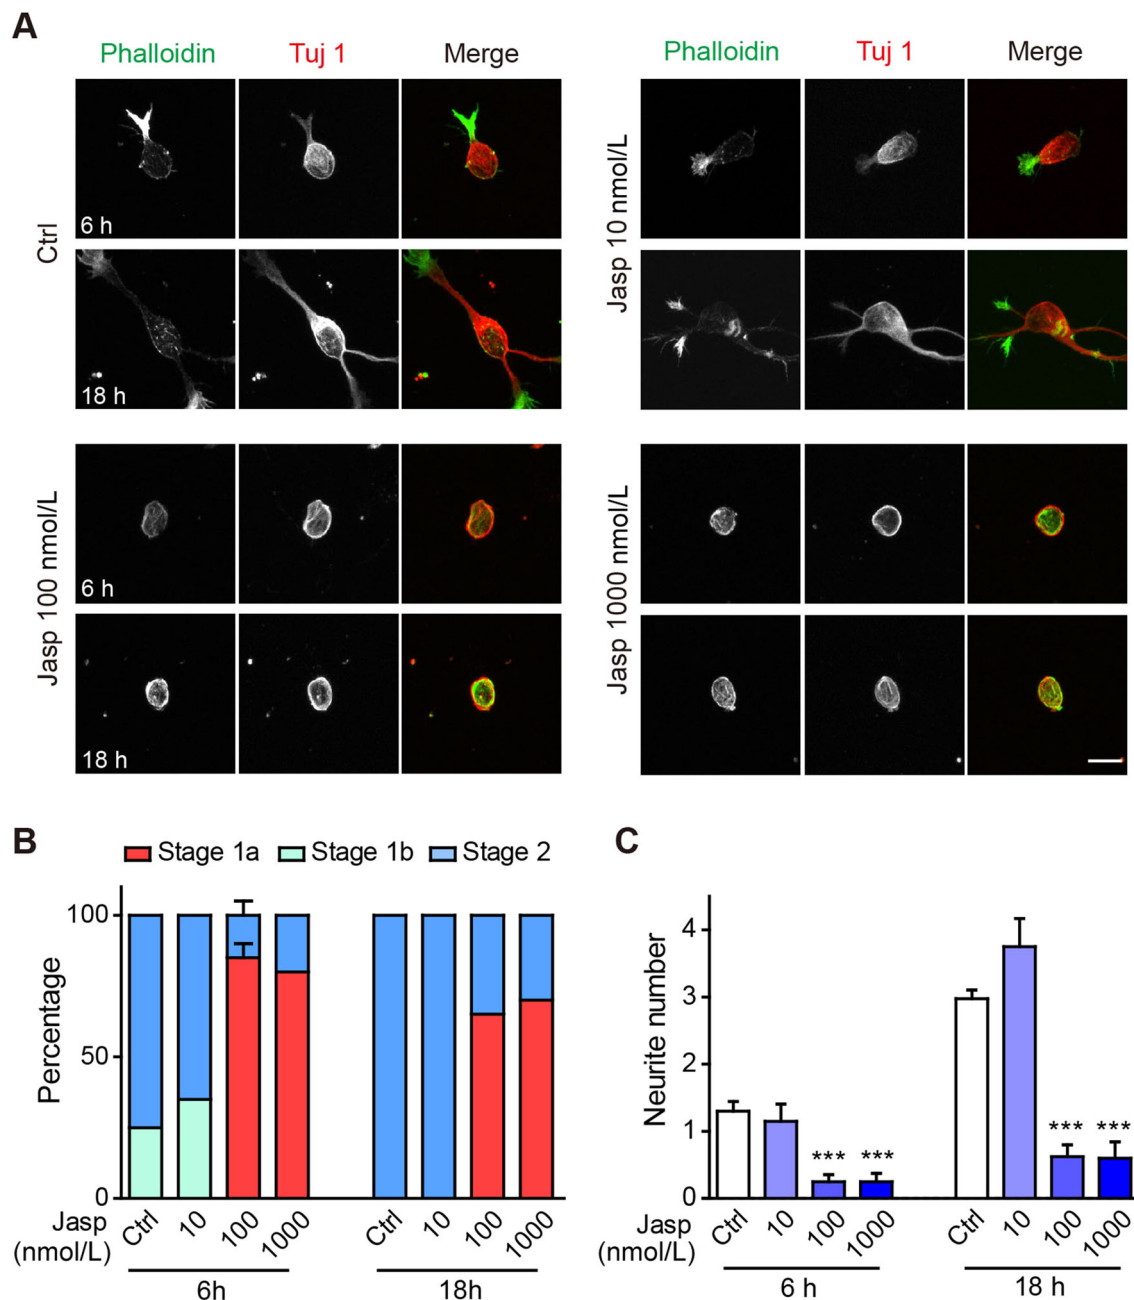 A
Phalloidin Tuj 1 Merge
Phalloidin Tuj 1 Merge
Ctrl
6 h
18 h
Jasp 10 nmol/L
Jasp 100 nmol/L
6 h
18 h
Jasp 1000 nmol/L
B
Stage 1a Stage 1b Stage 2
Percentage
100
50
0
Jasp
(nmol/L)
Ctrl 10 100 1000 Ctrl 10 100 1000
6h 18h
C
Neurite number
4
3
2
1
0
*** *** *** ***
Jasp
(nmol/L)
Ctrl 10 100 1000 Ctrl 10 100 1000
6 h 18 h